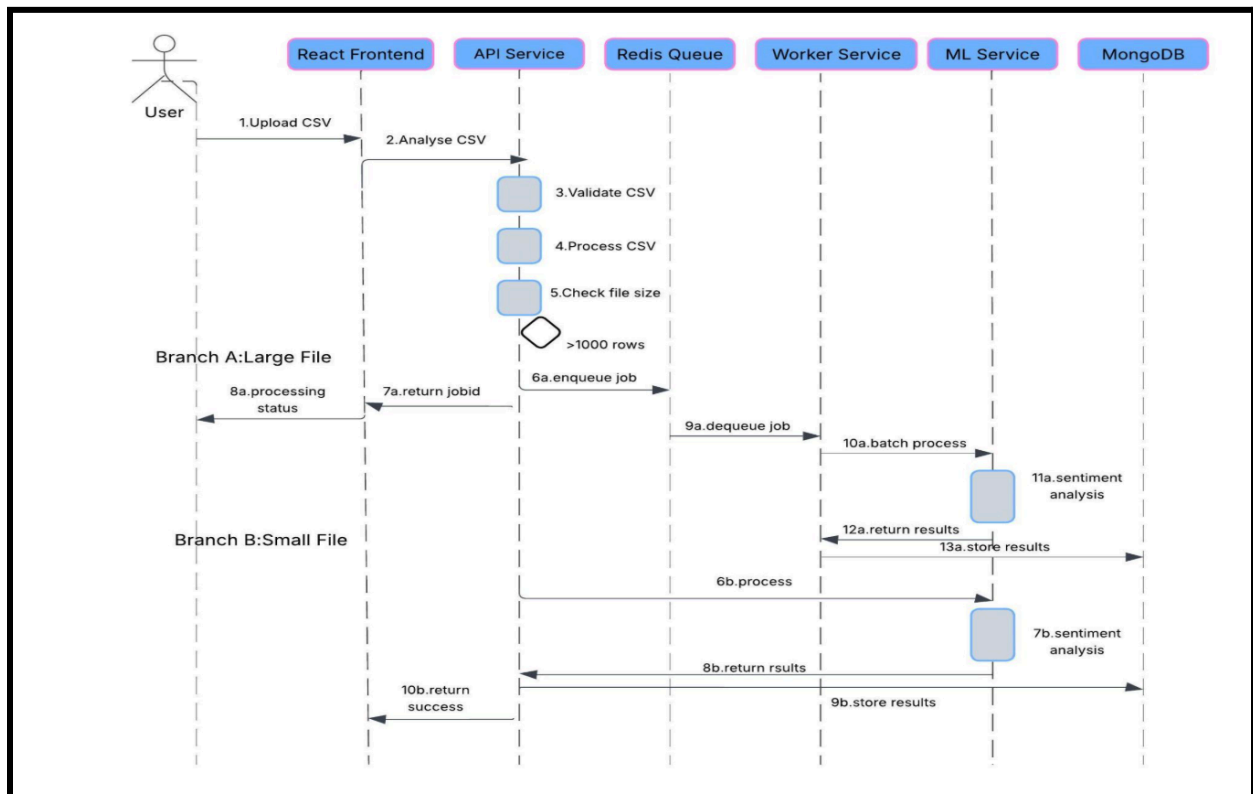 React Frontend
API Service
Redis Queue
Worker Service
ML Service
MongoDB
User
1.Upload CSV
2.Analyse CSV
3.Validate CSV
4.Process CSV
5.Check file size
>1000 rows
Branch A:Large File
6a.enqueue job
7a.return jobid
8a.processing
status
9a.dequeue job
10a.batch process
11a.sentiment
analysis
12a.return results
13a.store results
Branch B:Small File
6b.process
7b.sentiment
analysis
8b.return rsults
9b.store results
10b.return
success